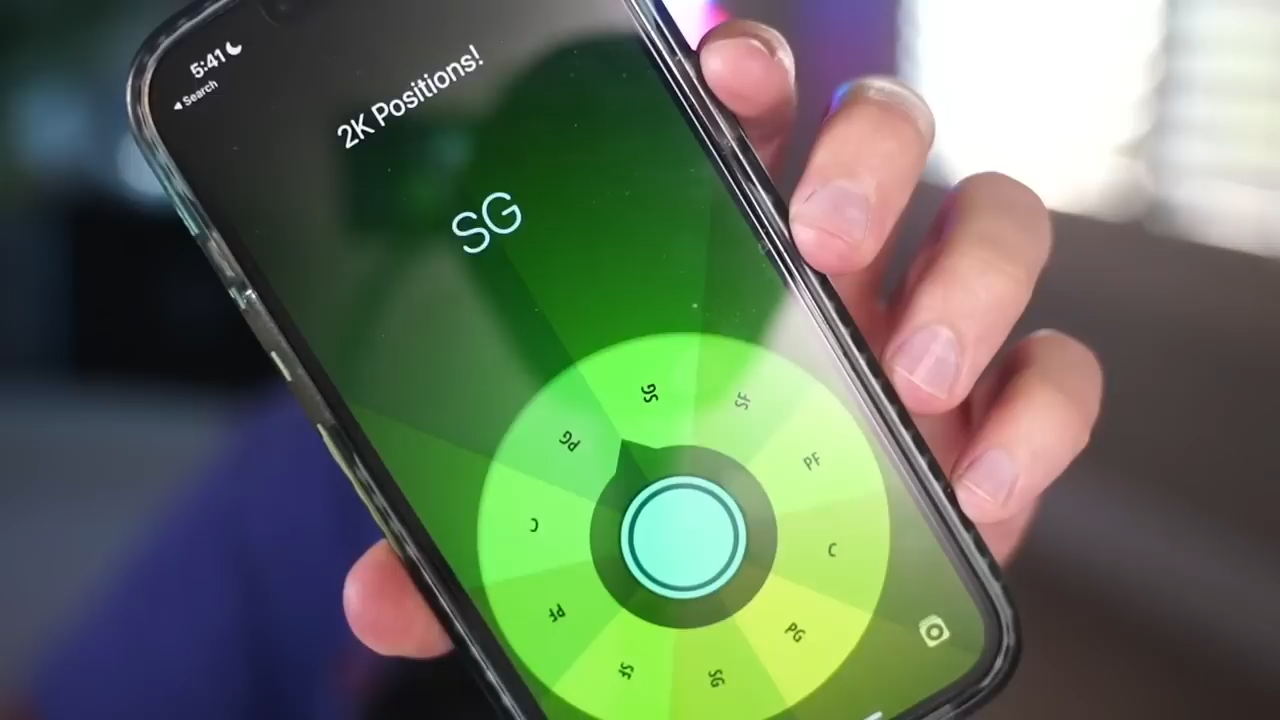 5:41
◀ Search
2K Positions!
SG
SG
SF
PF
C
PG
SG
SF
PF
C
PG